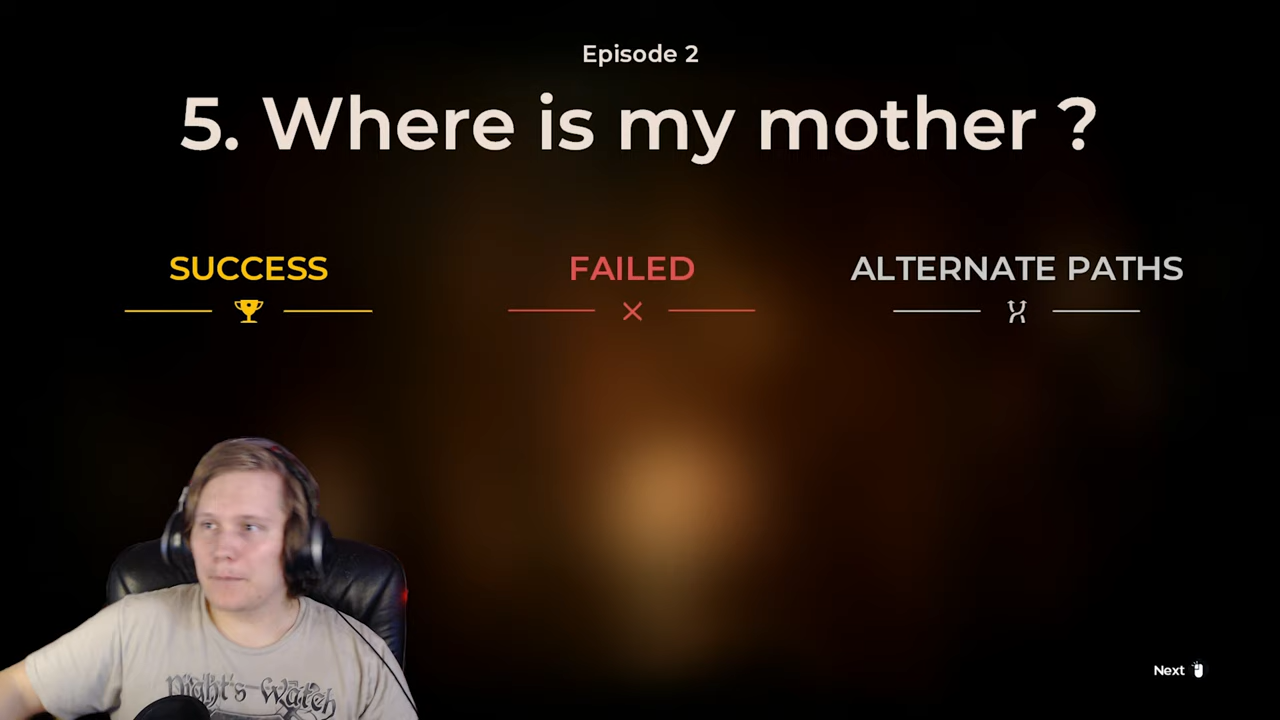 Episode 2
5. Where is my mother ?
SUCCESS
FAILED
ALTERNATE PATHS
Night's Watch
Next